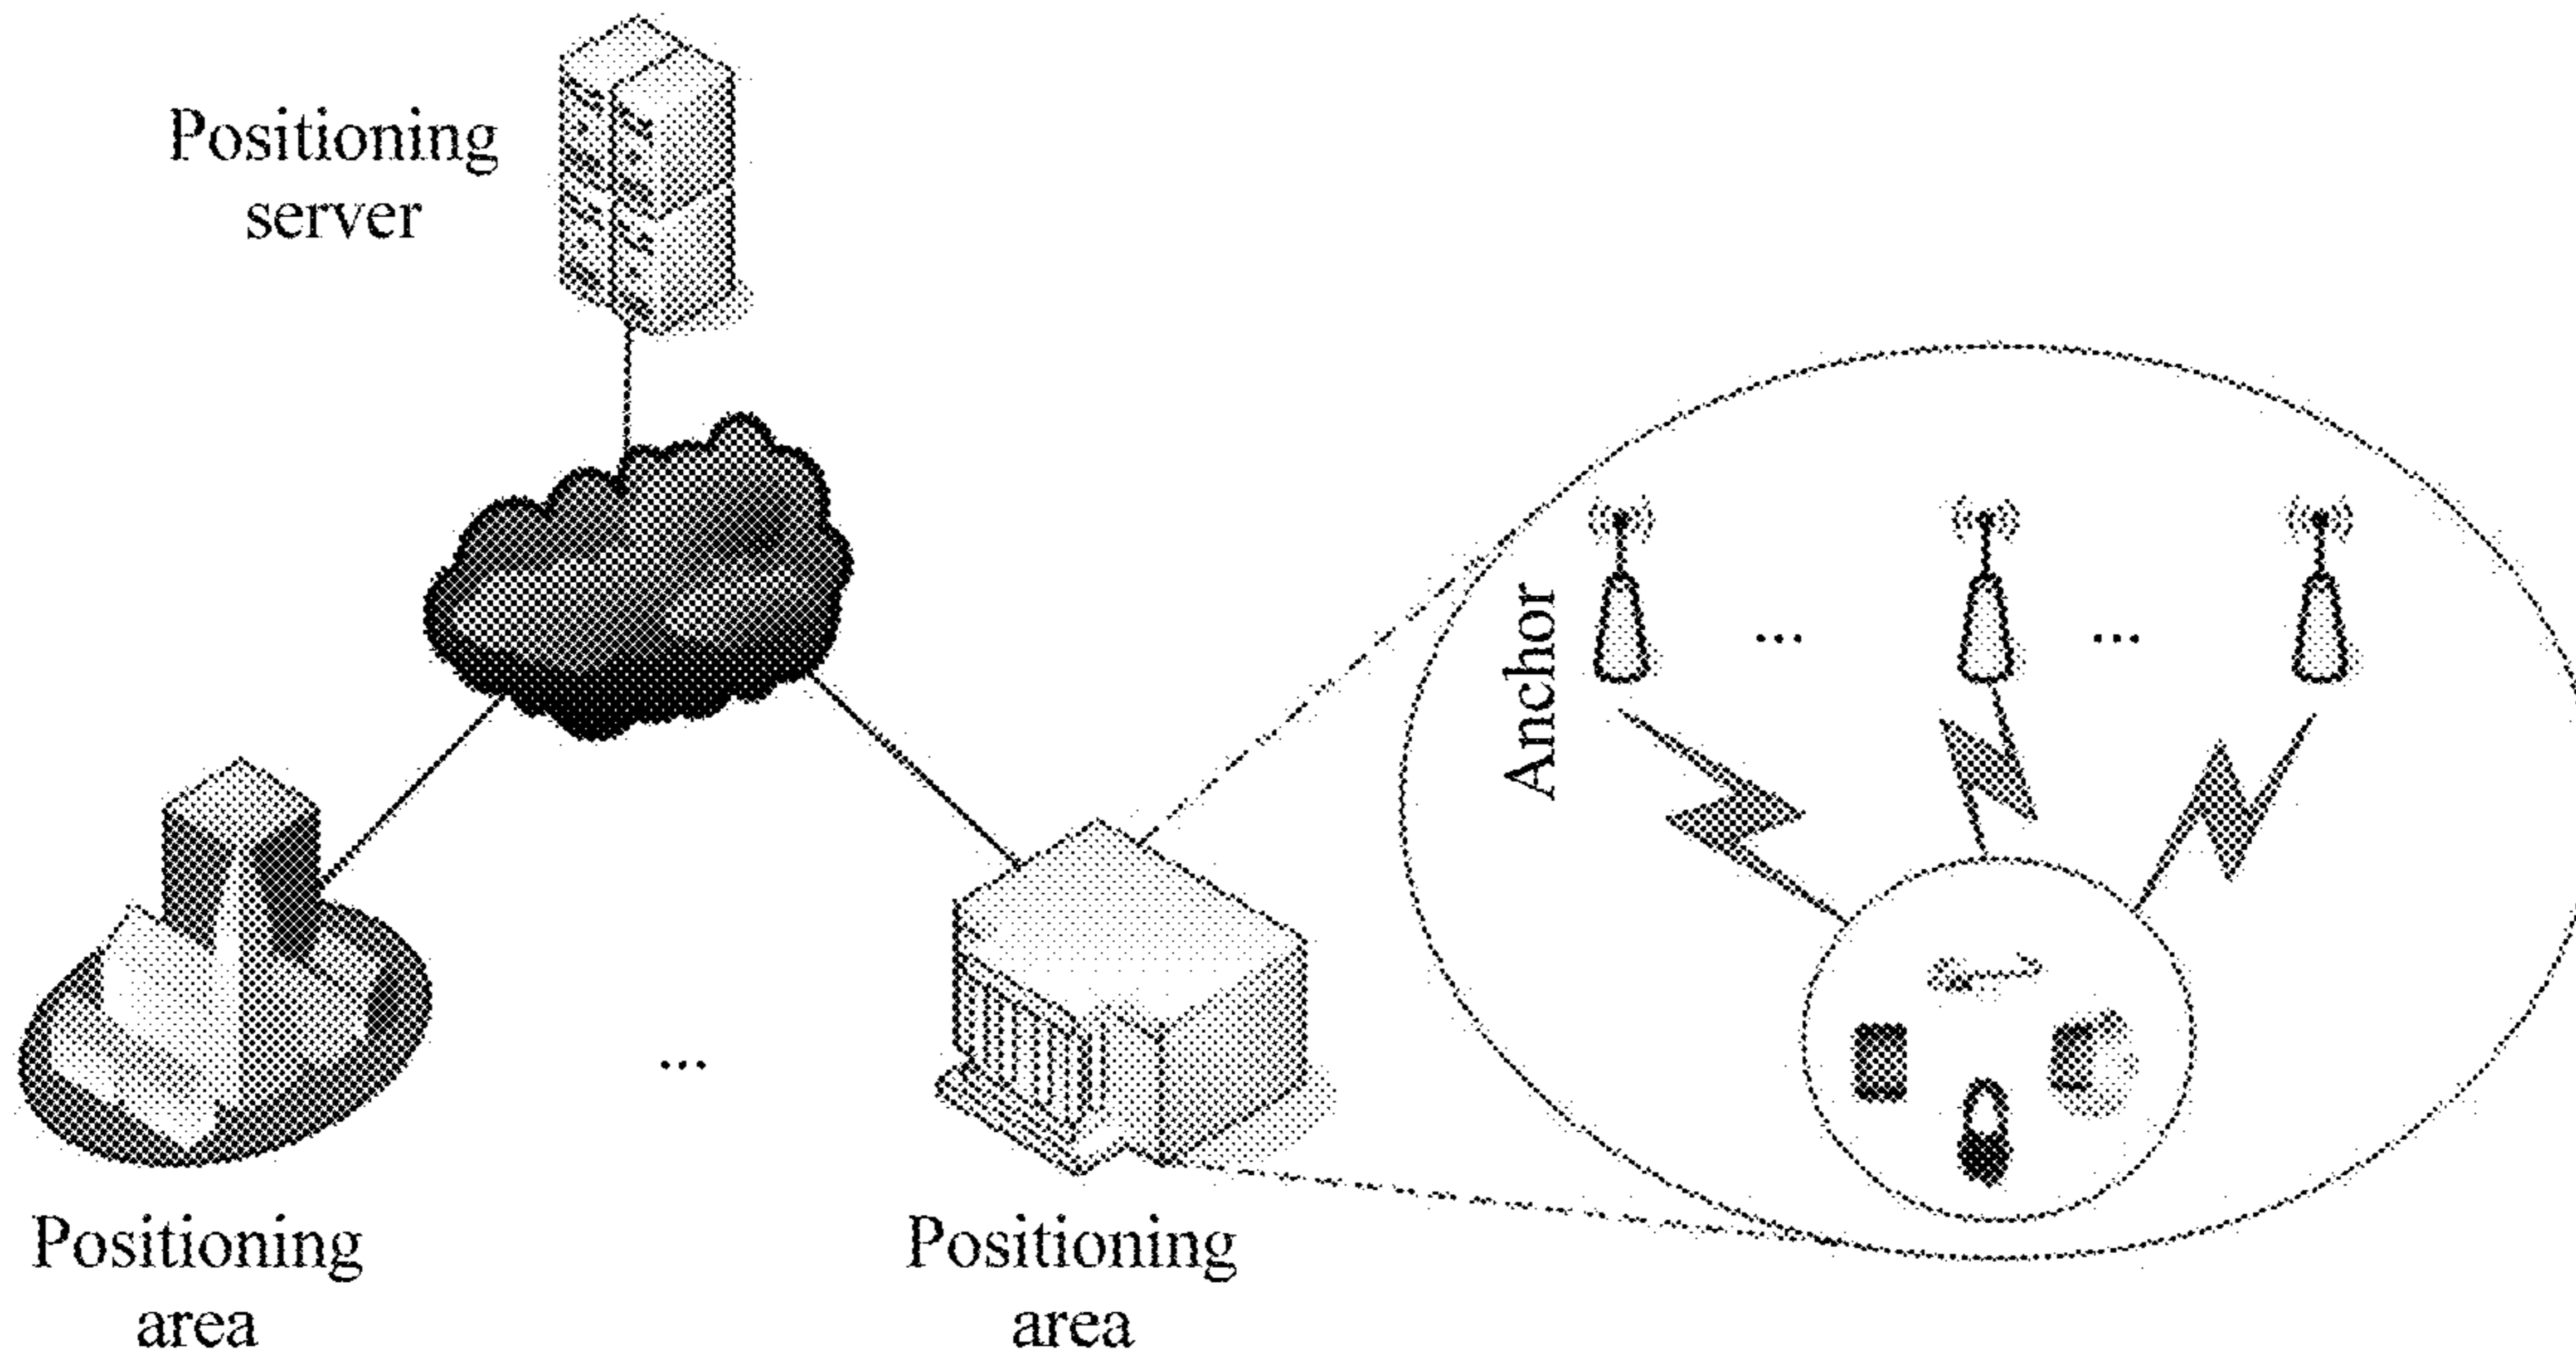 Positioning
server
Anchor
...
...
...
Positioning
area
Positioning
area